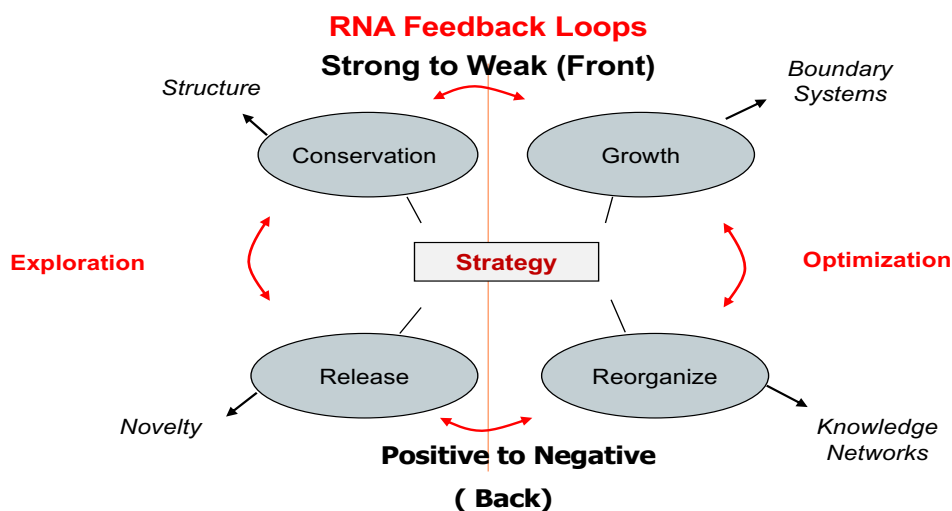 RNA Feedback Loops
Strong to Weak (Front)
Structure
Boundary
Systems
Conservation
Growth
Exploration
Strategy
Optimization
Release
Reorganize
Novelty
Knowledge
Networks
Positive to Negative
( Back)